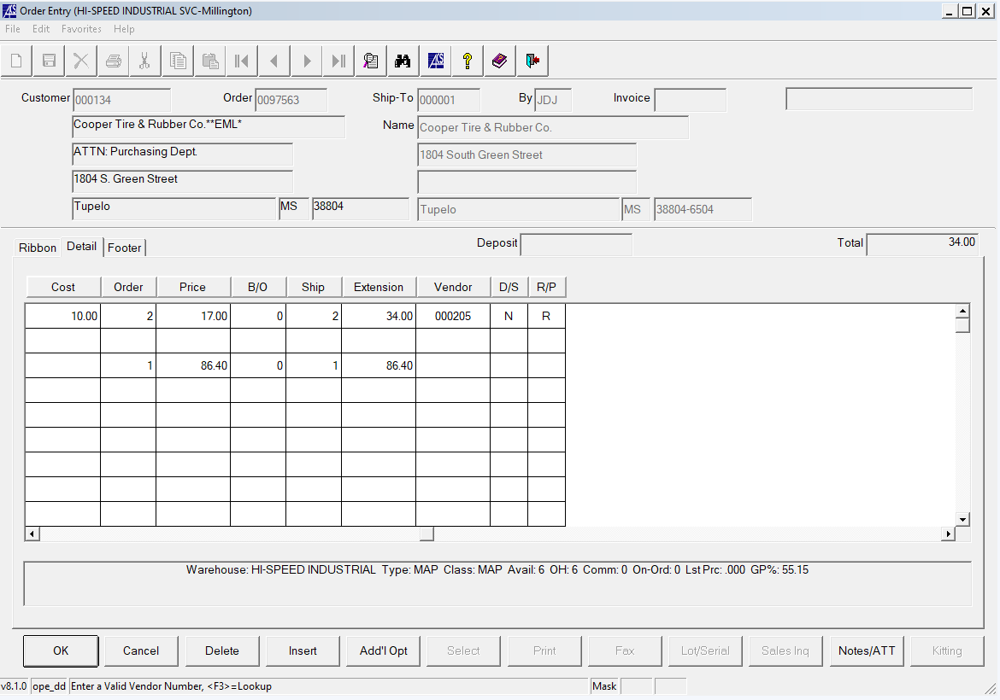 Order Entry (HI-SPEED INDUSTRIAL SVC-Millington)
File Edit Favorites Help
Customer 000134 Order 0097563 Ship-To 000001 By JDJ Invoice
Cooper Tire & Rubber Co.**EML* Name Cooper Tire & Rubber Co.
ATTN: Purchasing Dept. 1804 South Green Street
1804 S. Green Street
Tupelo MS 38804 Tupelo MS 38804-6504
Ribbon Detail Footer Deposit Total 34.00
Cost Order Price B/O Ship Extension Vendor D/S R/P
10.00 2 17.00 0 2 34.00 000205 N R
1 86.40 0 1 86.40
Warehouse: HI-SPEED INDUSTRIAL Type: MAP Class: MAP Avail: 6 OH: 6 Comm: 0 On-Ord: 0 Lst Prc: .000 GP%: 55.15
OK Cancel Delete Insert Add'l Opt Select Print Fax Lot/Serial Sales Inq Notes/ATT Kitting
v8.1.0 ope_dd Enter a Valid Vendor Number, <F3>=Lookup Mask